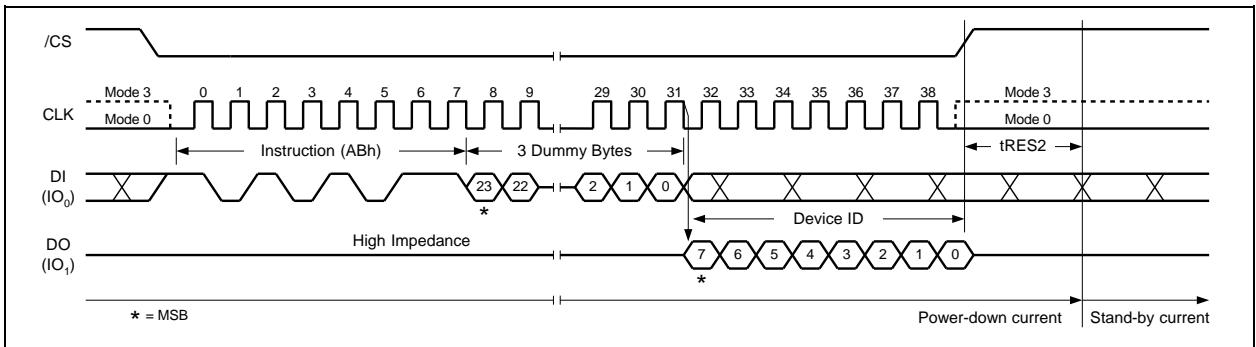 /CS
Mode 3 0 1 2 3 4 5 6 7 8 9 29 30 31 32 33 34 35 36 37 38 Mode 3
CLK
Mode 0 Mode 0
Instruction (ABh) 3 Dummy Bytes tRES2
DI
(IO0)
23 22 2 1 0
*
Device ID
DO
(IO1)
High Impedance
7 6 5 4 3 2 1 0
*
* = MSB
Power-down current Stand-by current